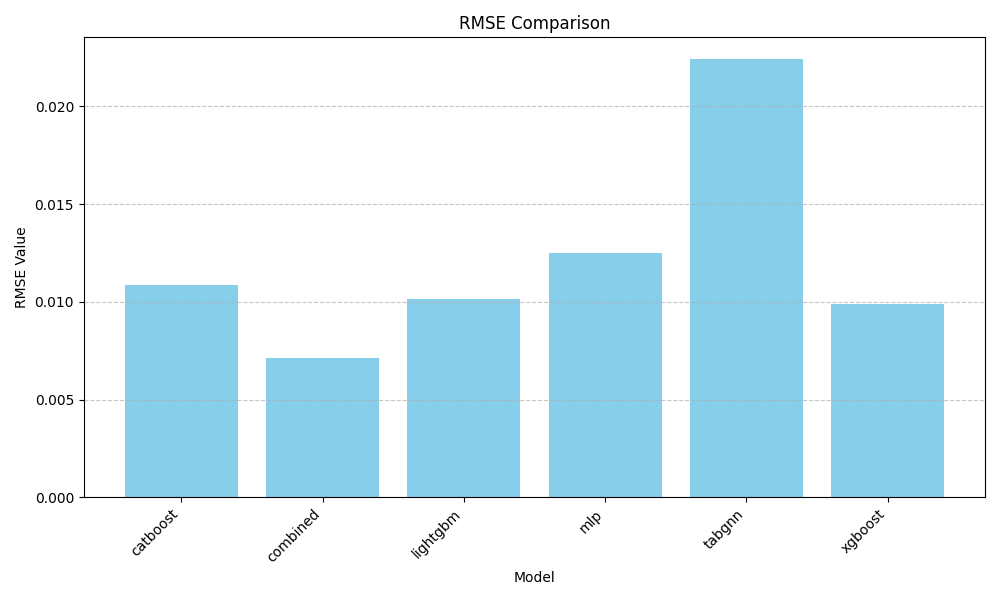 RMSE Comparison
RMSE Value
0.020
0.015
0.010
0.005
0.000
catboost
combined
lightgbm
mlp
tabgnn
xgboost
Model